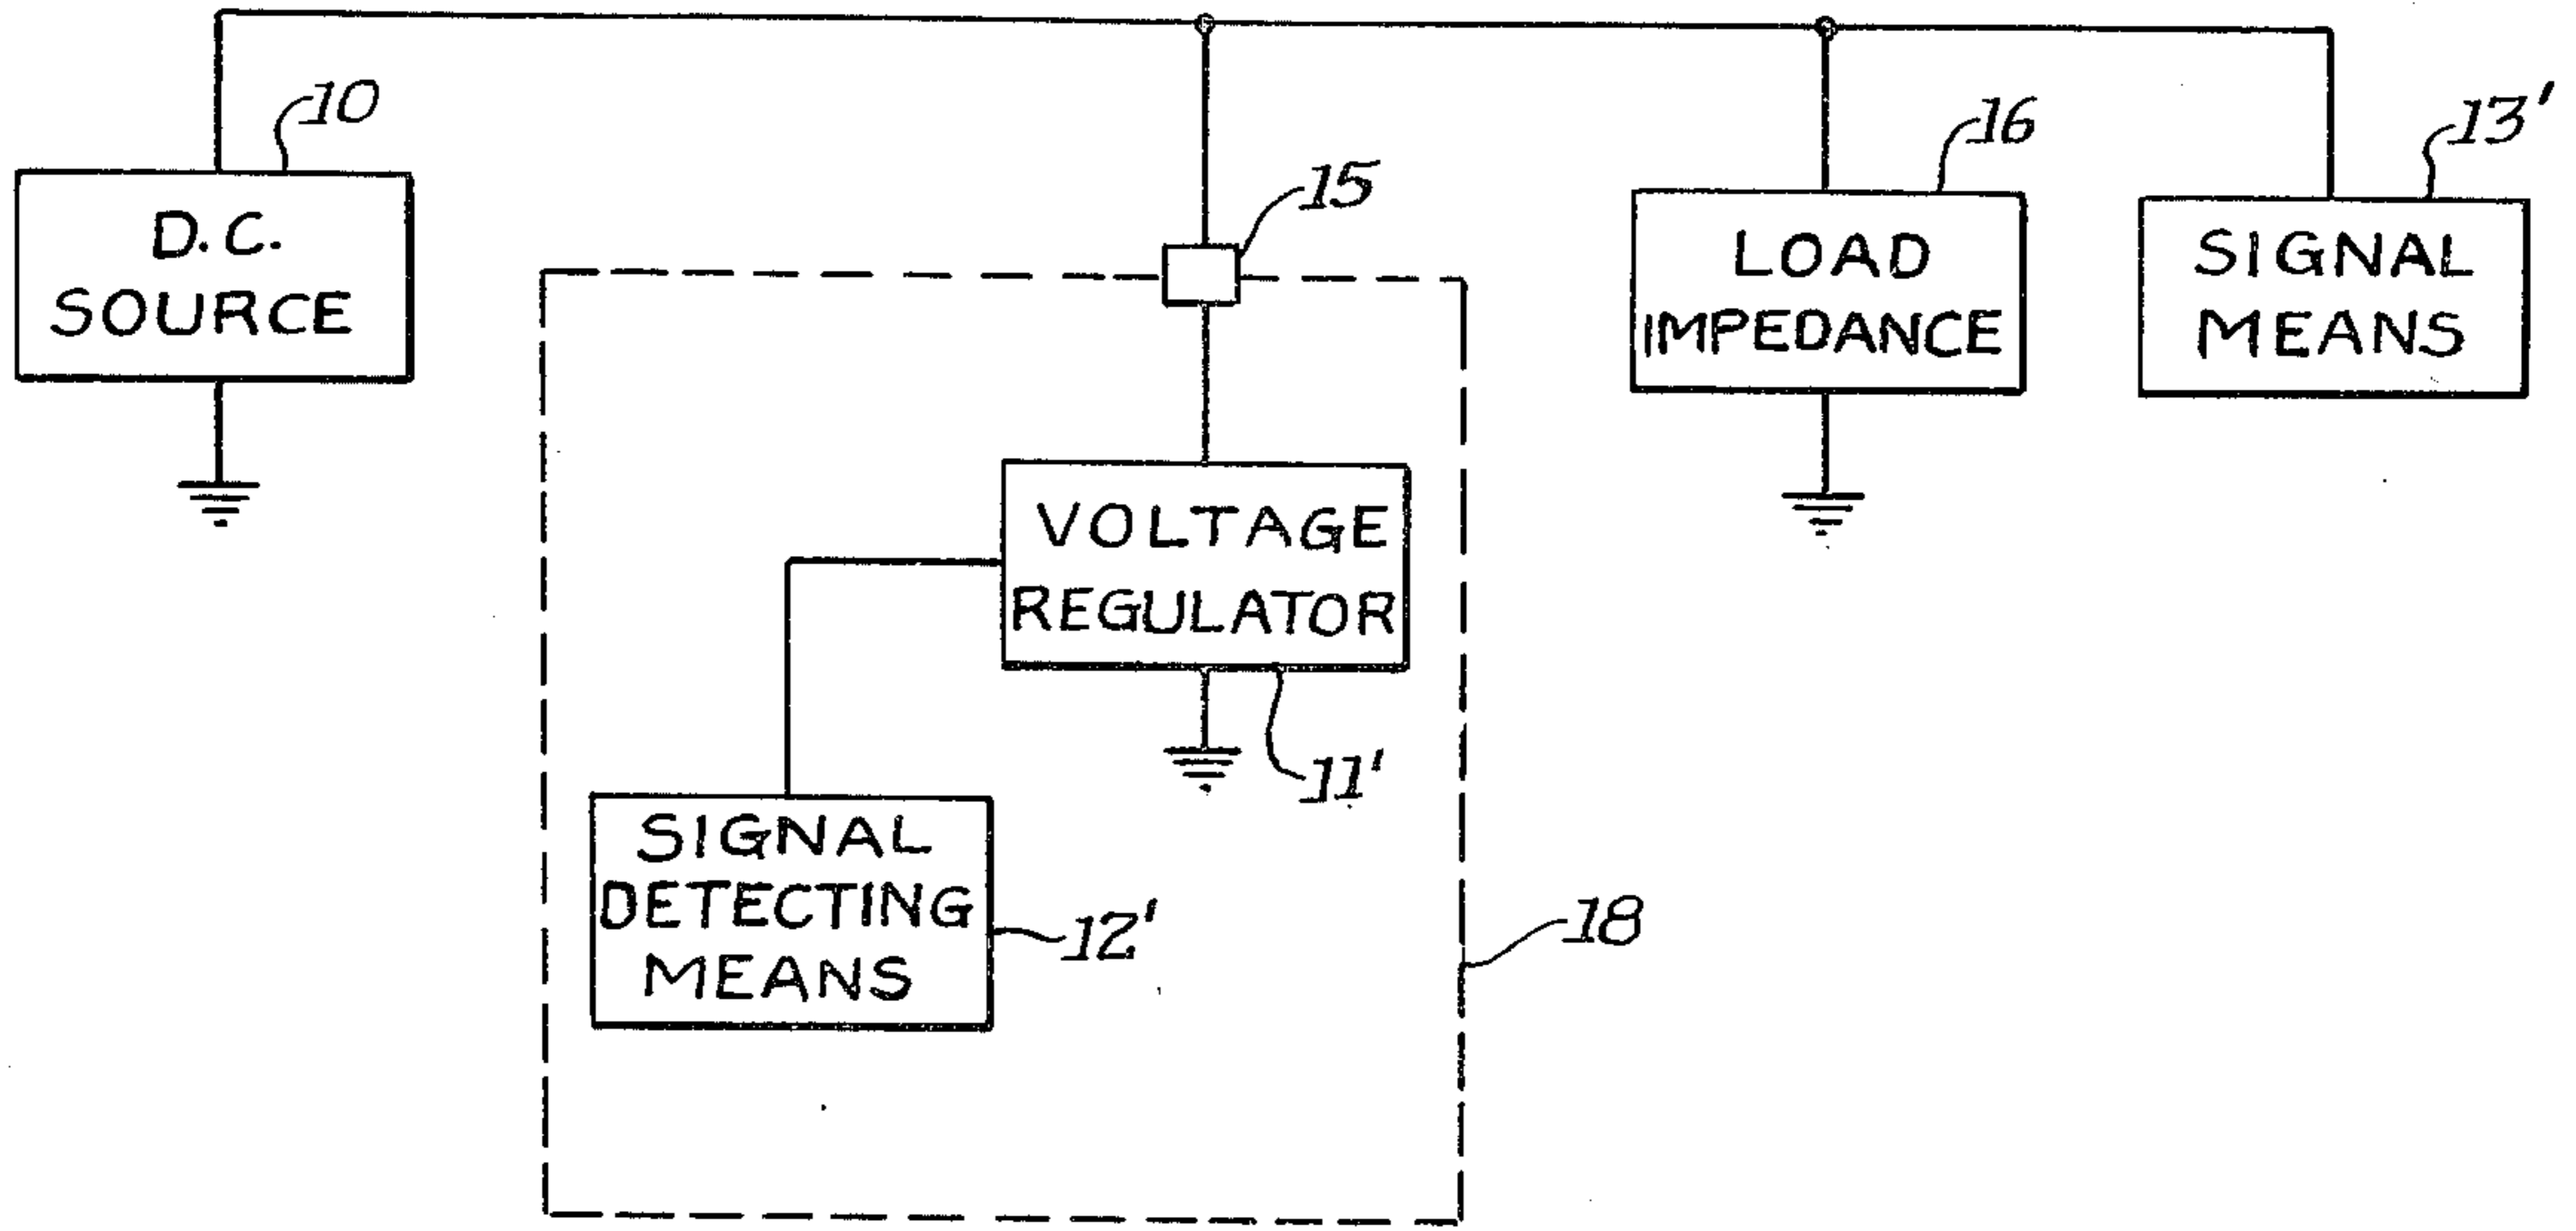 10
D.C.
SOURCE
15
16
LOAD
IMPEDANCE
13'
SIGNAL
MEANS
VOLTAGE
REGULATOR
11'
SIGNAL
DETECTING
MEANS
12'
18